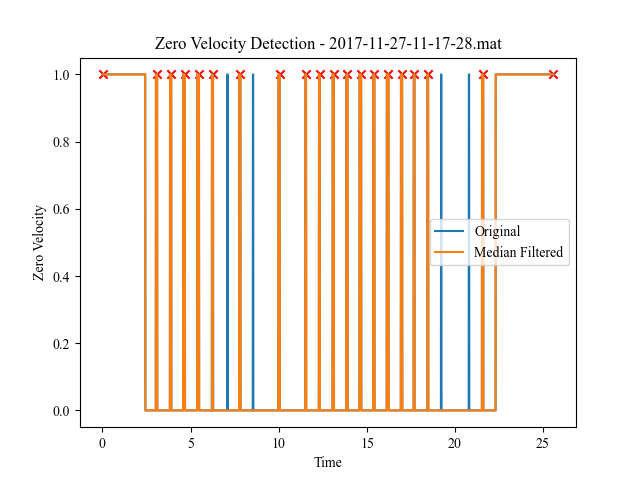 Zero Velocity Detection - 2017-11-27-11-17-28.mat
1.0
0.8
0.6
0.4
0.2
0.0
Zero Velocity
Original
Median Filtered
0 5 10 15 20 25
Time